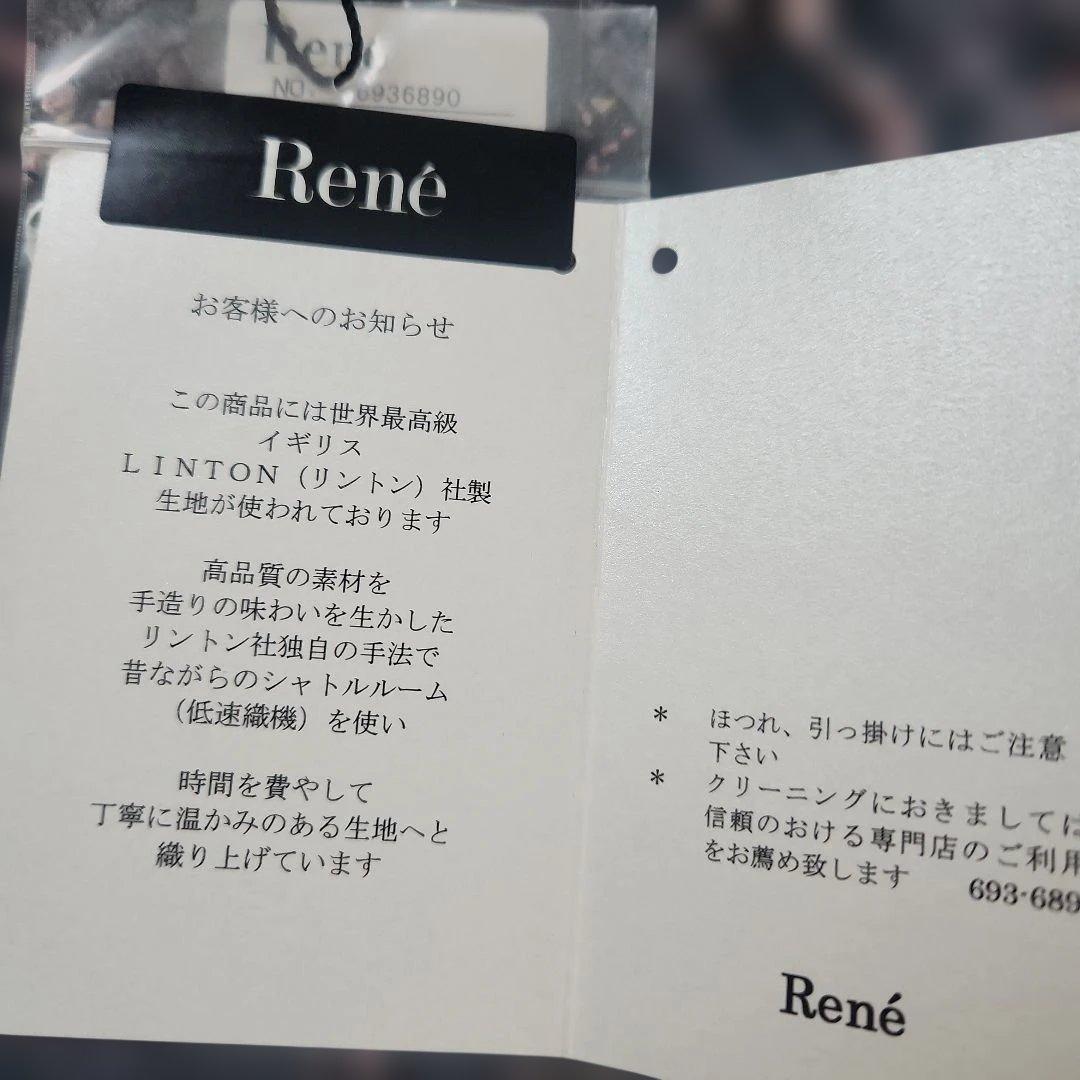 René
NO. 6936890
René
お客様へのお知らせ
この商品には世界最高級
イギリス
LINTON（リントン）社製
生地が使われております
高品質の素材を
手造りの味わいを生かした
リントン社独自の手法で
昔ながらのシャトルルーム
（低速織機）を使い
時間を費やして
丁寧に温かみのある生地へと
織り上げています
* ほつれ、引っ掛けにはご注意
下さい
* クリーニングにおきましては
信頼のおける専門店のご利用
をお薦め致します 693-689
René